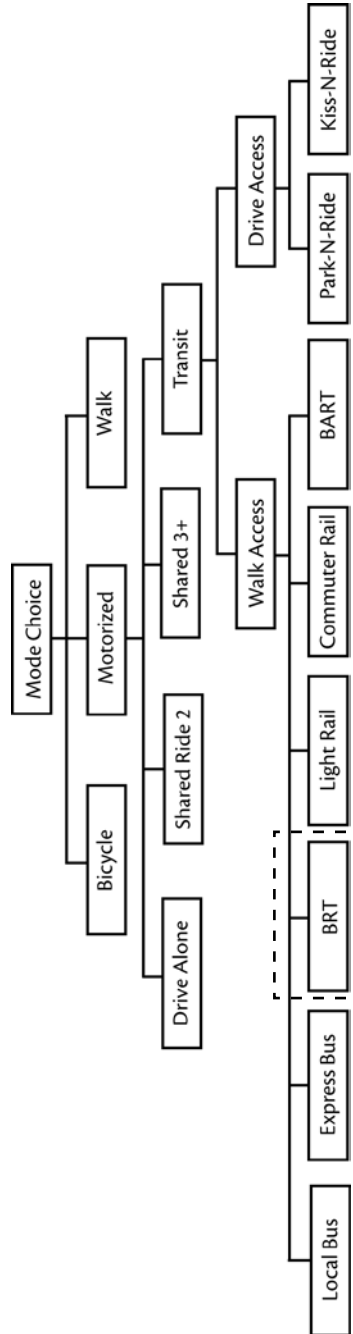 Mode Choice
Bicycle
Motorized
Walk
Drive Alone
Shared Ride 2
Shared 3+
Transit
Walk Access
Drive Access
Local Bus
Express Bus
BRT
Light Rail
Commuter Rail
BART
Park-N-Ride
Kiss-N-Ride